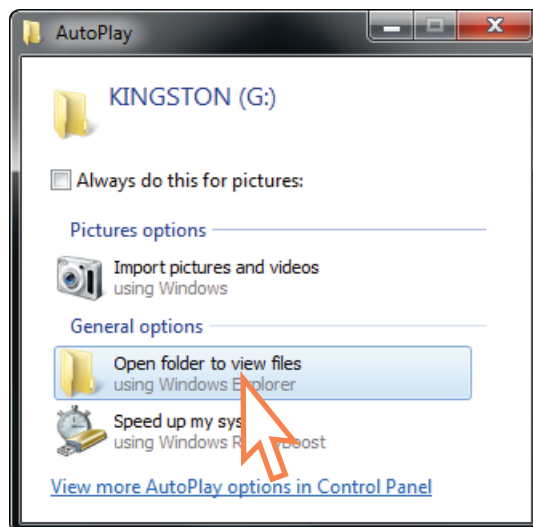 AutoPlay
KINGSTON (G:)
Always do this for pictures:
Pictures options
Import pictures and videos
using Windows
General options
Open folder to view files
using Windows Explorer
Speed up my
using Windows
View more AutoPlay options in Control Panel